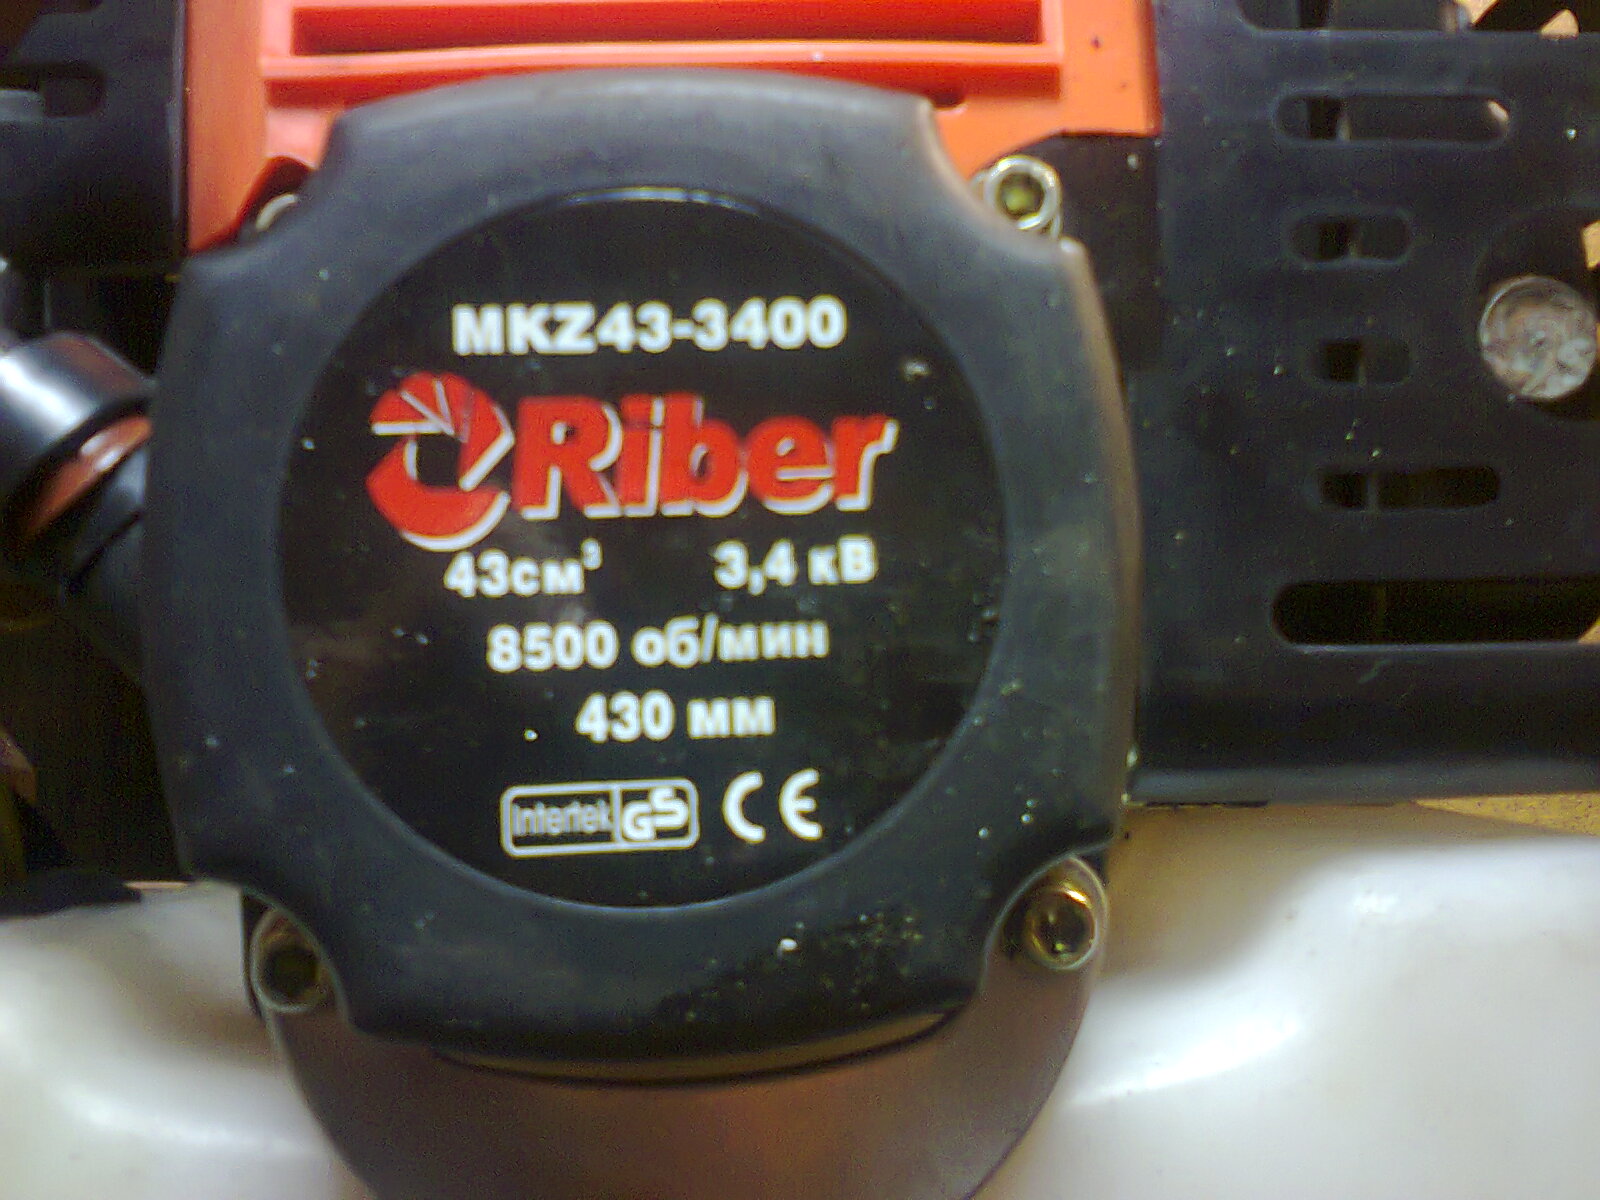 MKZ43-3400
Riber
43см³ 3,4 кВ
8500 об/мин
430 мм
Intertek GS CE